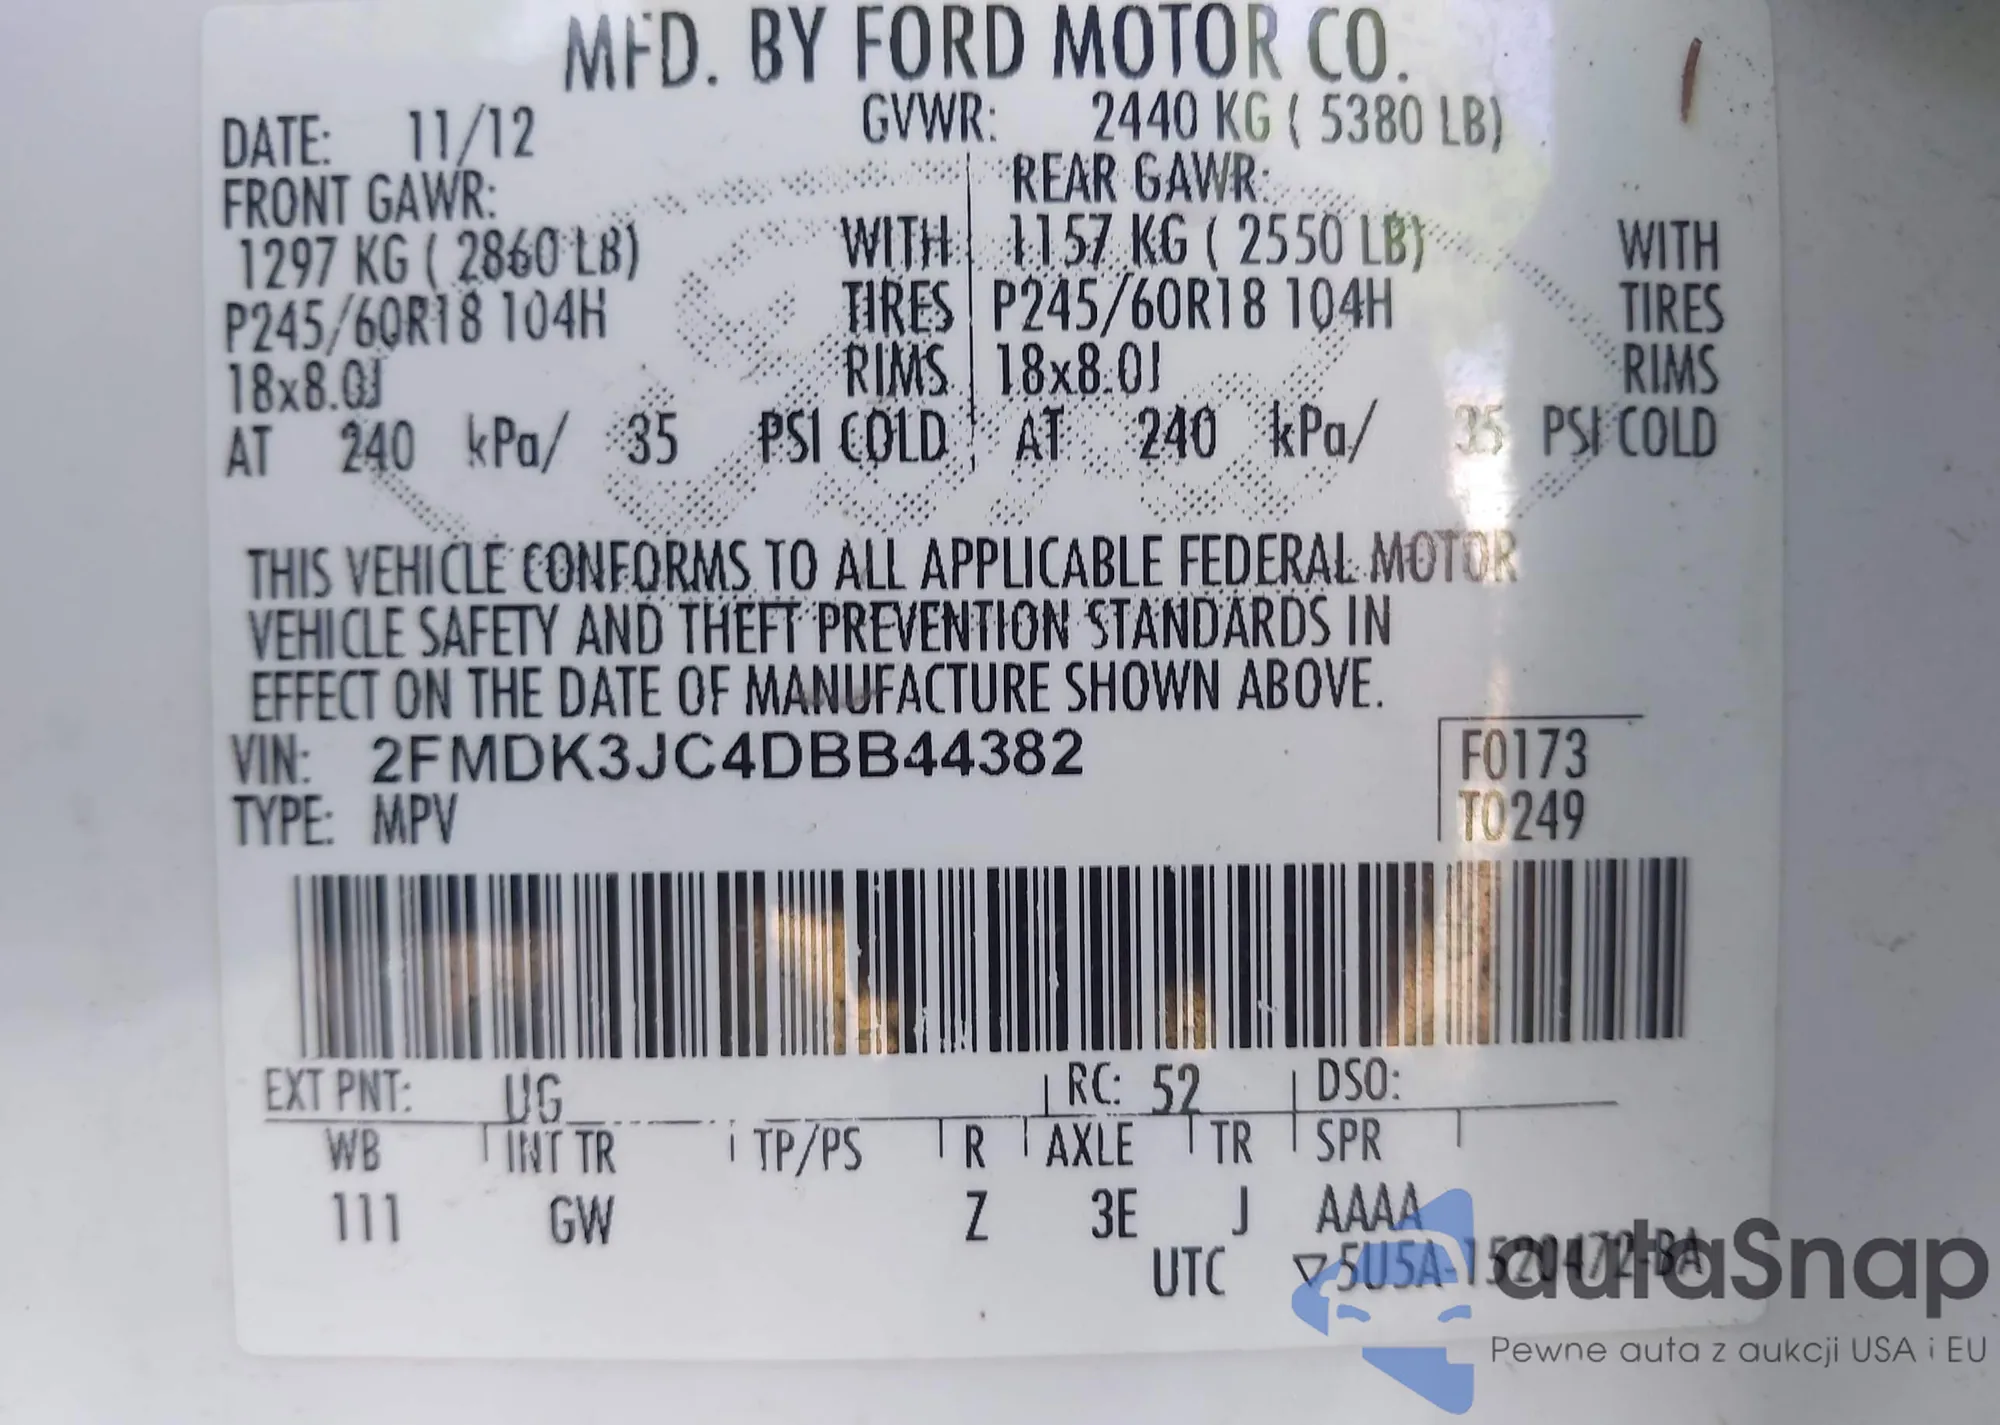 MFD. BY FORD MOTOR CO.
DATE: 11/12 GVWR: 2440 KG ( 5380 LB)
FRONT GAWR: REAR GAWR:
1297 KG ( 2860 LB) WITH 1157 KG ( 2550 LB) WITH
P245/60R18 104H TIRES P245/60R18 104H TIRES
18x8.0J RIMS 18x8.0J RIMS
AT 240 kPa/ 35 PSI COLD AT 240 kPa/ 35 PSI COLD
THIS VEHICLE CONFORMS TO ALL APPLICABLE FEDERAL MOTOR
VEHICLE SAFETY AND THEFT PREVENTION STANDARDS IN
EFFECT ON THE DATE OF MANUFACTURE SHOWN ABOVE.
VIN: 2FMDK3JC4DBB44382 F0173
TYPE: MPV T0249
EXT PNT: UG RC: 52 DSO:
WB INT TR TP/PS R AXLE TR SPR
111 GW Z 3E J AAAA
UTC ▽5U5A-1520472-BA
autaSnap
Pewne auta z aukcji USA i EU